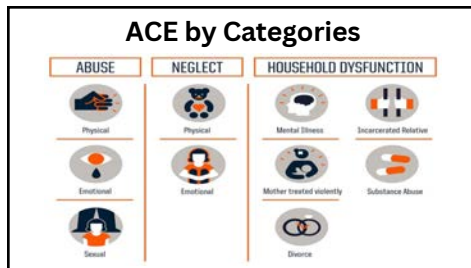 ACE by Categories
ABUSE
NEGLECT
HOUSEHOLD DYSFUNCTION
Physical
Physical
Mental Illness
Incarcerated Relative
Emotional
Emotional
Mother treated violently
Substance Abuse
Sexual
Divorce